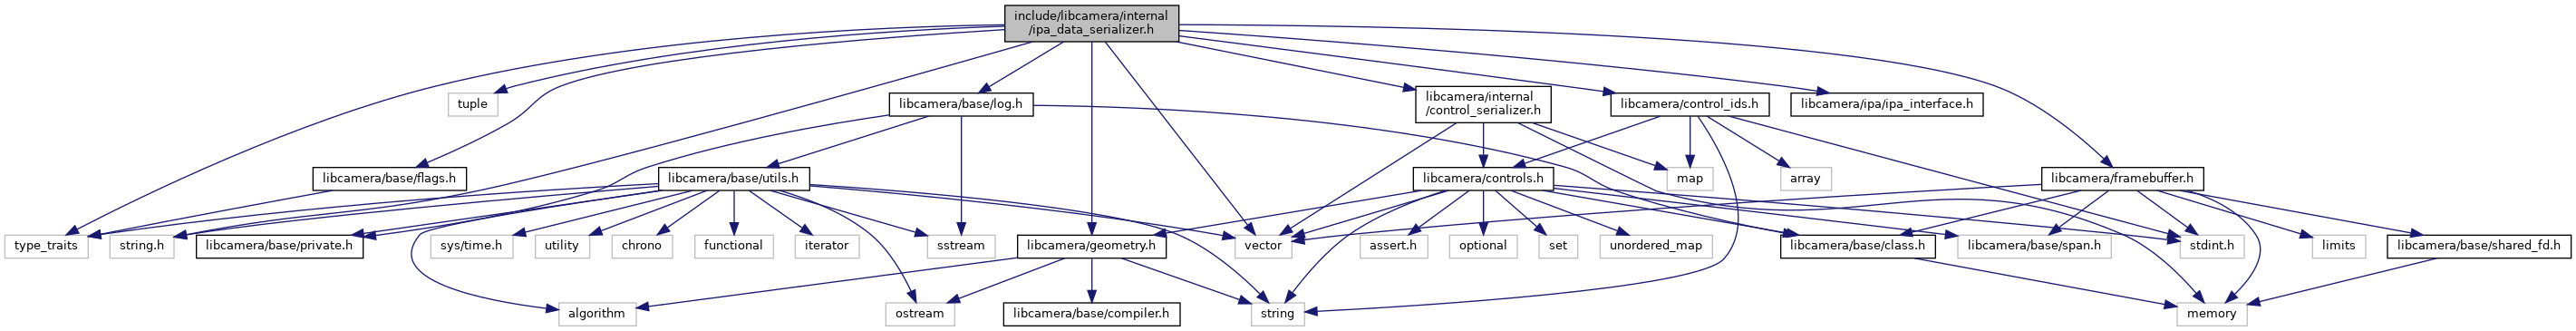 include/libcamera/internal
/ipa_data_serializer.h
tuple
libcamera/base/log.h
libcamera/internal
/control_serializer.h
libcamera/control_ids.h
libcamera/ipa/ipa_interface.h
libcamera/base/flags.h
libcamera/base/utils.h
libcamera/controls.h
map
array
libcamera/framebuffer.h
type_traits
string.h
libcamera/base/private.h
sys/time.h
utility
chrono
functional
iterator
sstream
libcamera/geometry.h
vector
assert.h
optional
set
unordered_map
libcamera/base/class.h
libcamera/base/span.h
stdint.h
limits
libcamera/base/shared_fd.h
algorithm
ostream
libcamera/base/compiler.h
string
memory